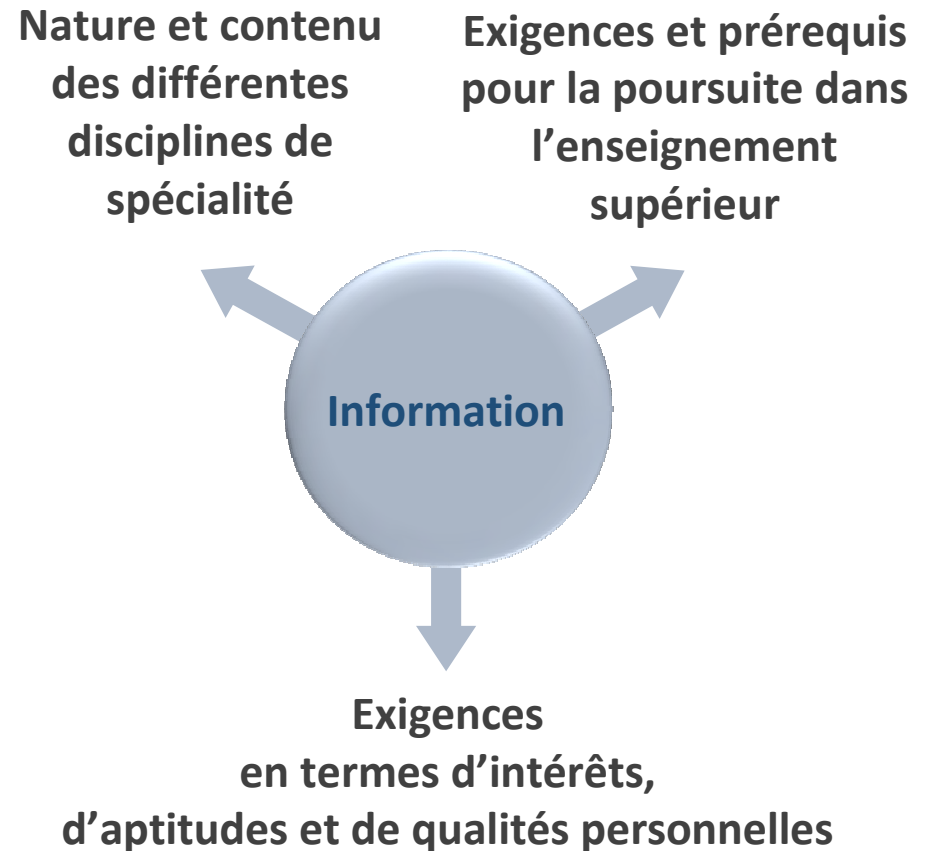 Nature et contenu
des différentes
disciplines de
spécialité
Exigences et prérequis
pour la poursuite dans
l’enseignement
supérieur
Information
Exigences
en termes d’intérêts,
d’aptitudes et de qualités personnelles